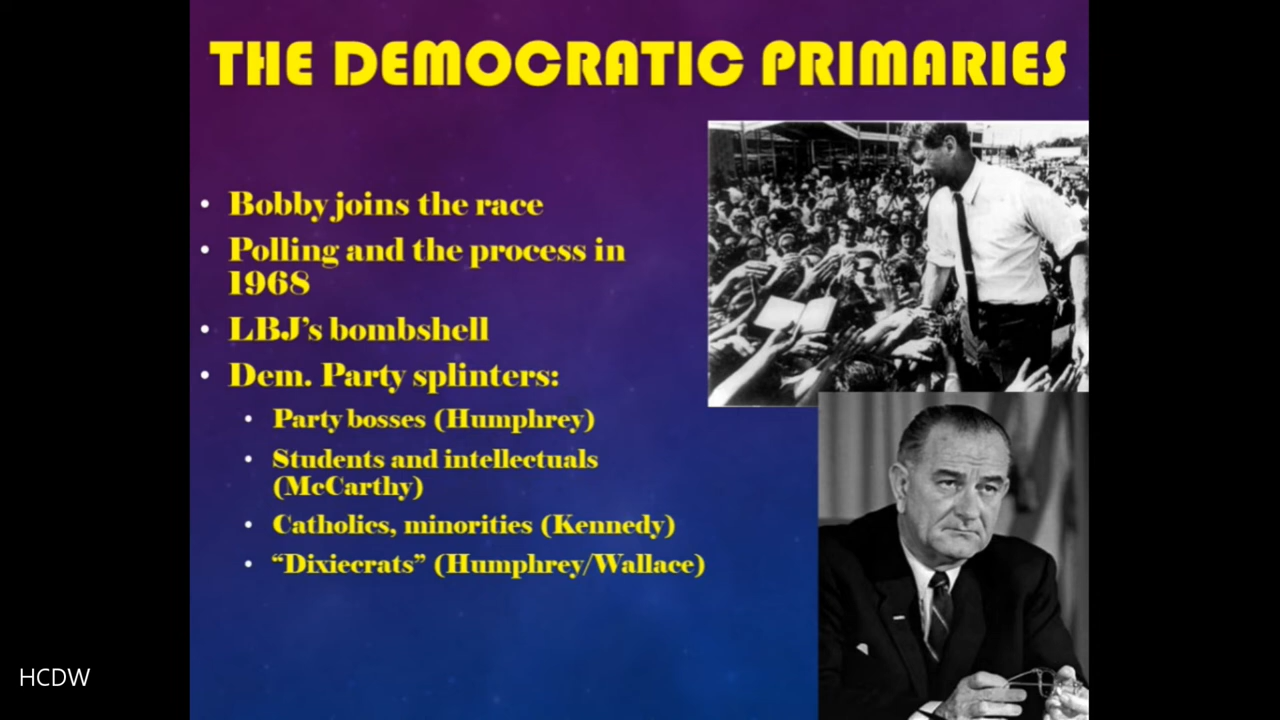 THE DEMOCRATIC PRIMARIES
• Bobby joins the race
• Polling and the process in
1968
• LBJ's bombshell
• Dem. Party splinters:
• Party bosses (Humphrey)
• Students and intellectuals
(McCarthy)
• Catholics, minorities (Kennedy)
• “Dixiecrats” (Humphrey/Wallace)
HCDW